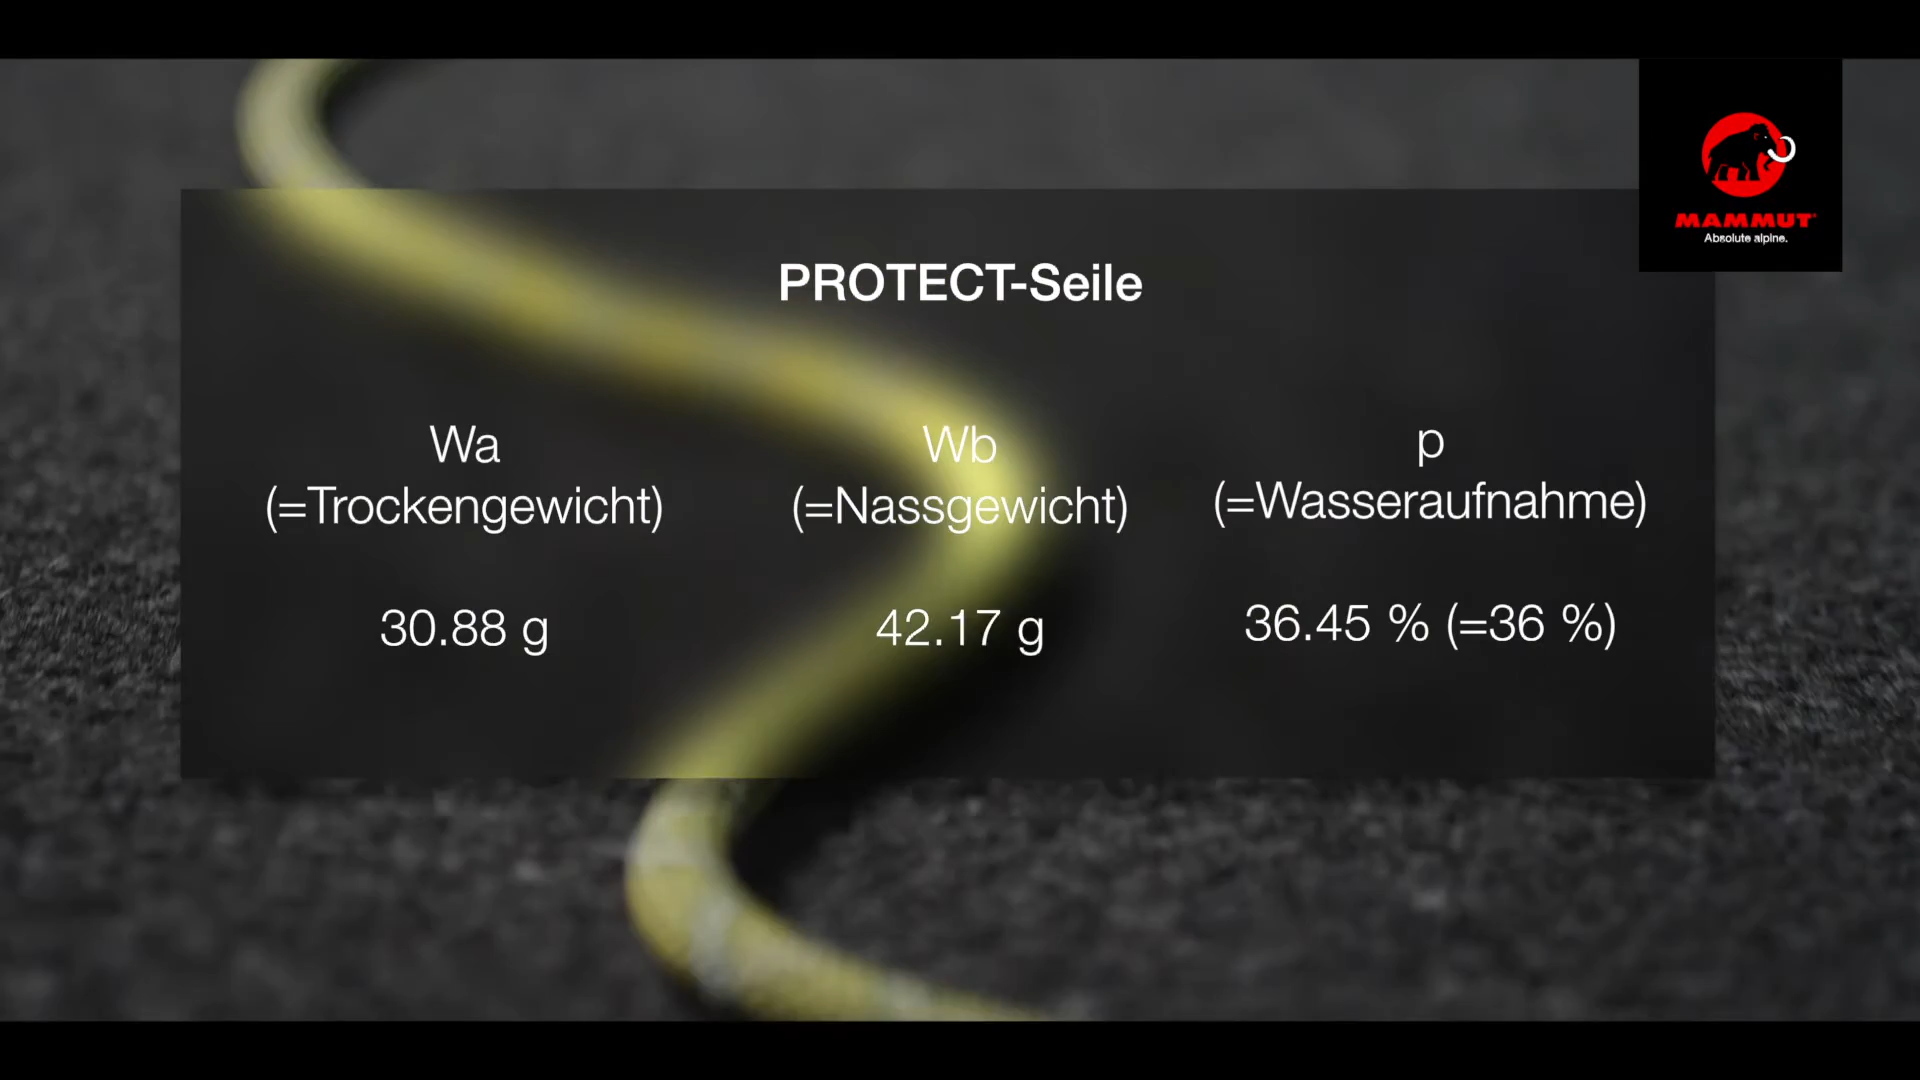 MAMMUT
Absolute alpine.
PROTECT-Seile
Wa
(=Trockengewicht)
30.88 g
Wb
(=Nassgewicht)
42.17 g
p
(=Wasseraufnahme)
36.45 % (=36 %)